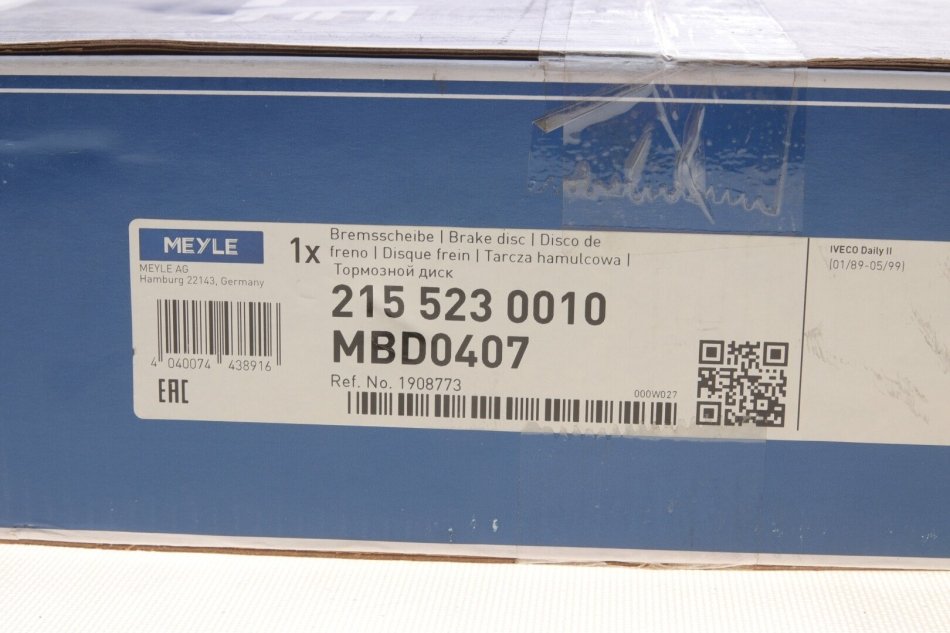 MEYLE
MEYLE AG
Hamburg 22143, Germany
4 040074 438916
EAC
1x
Bremsscheibe | Brake disc | Disco de
freno | Disque frein | Tarcza hamulcowa |
Тормозной диск
215 523 0010
MBD0407
Ref. No. 1908773
000W027
IVECO Daily II
(01/89-05/99)